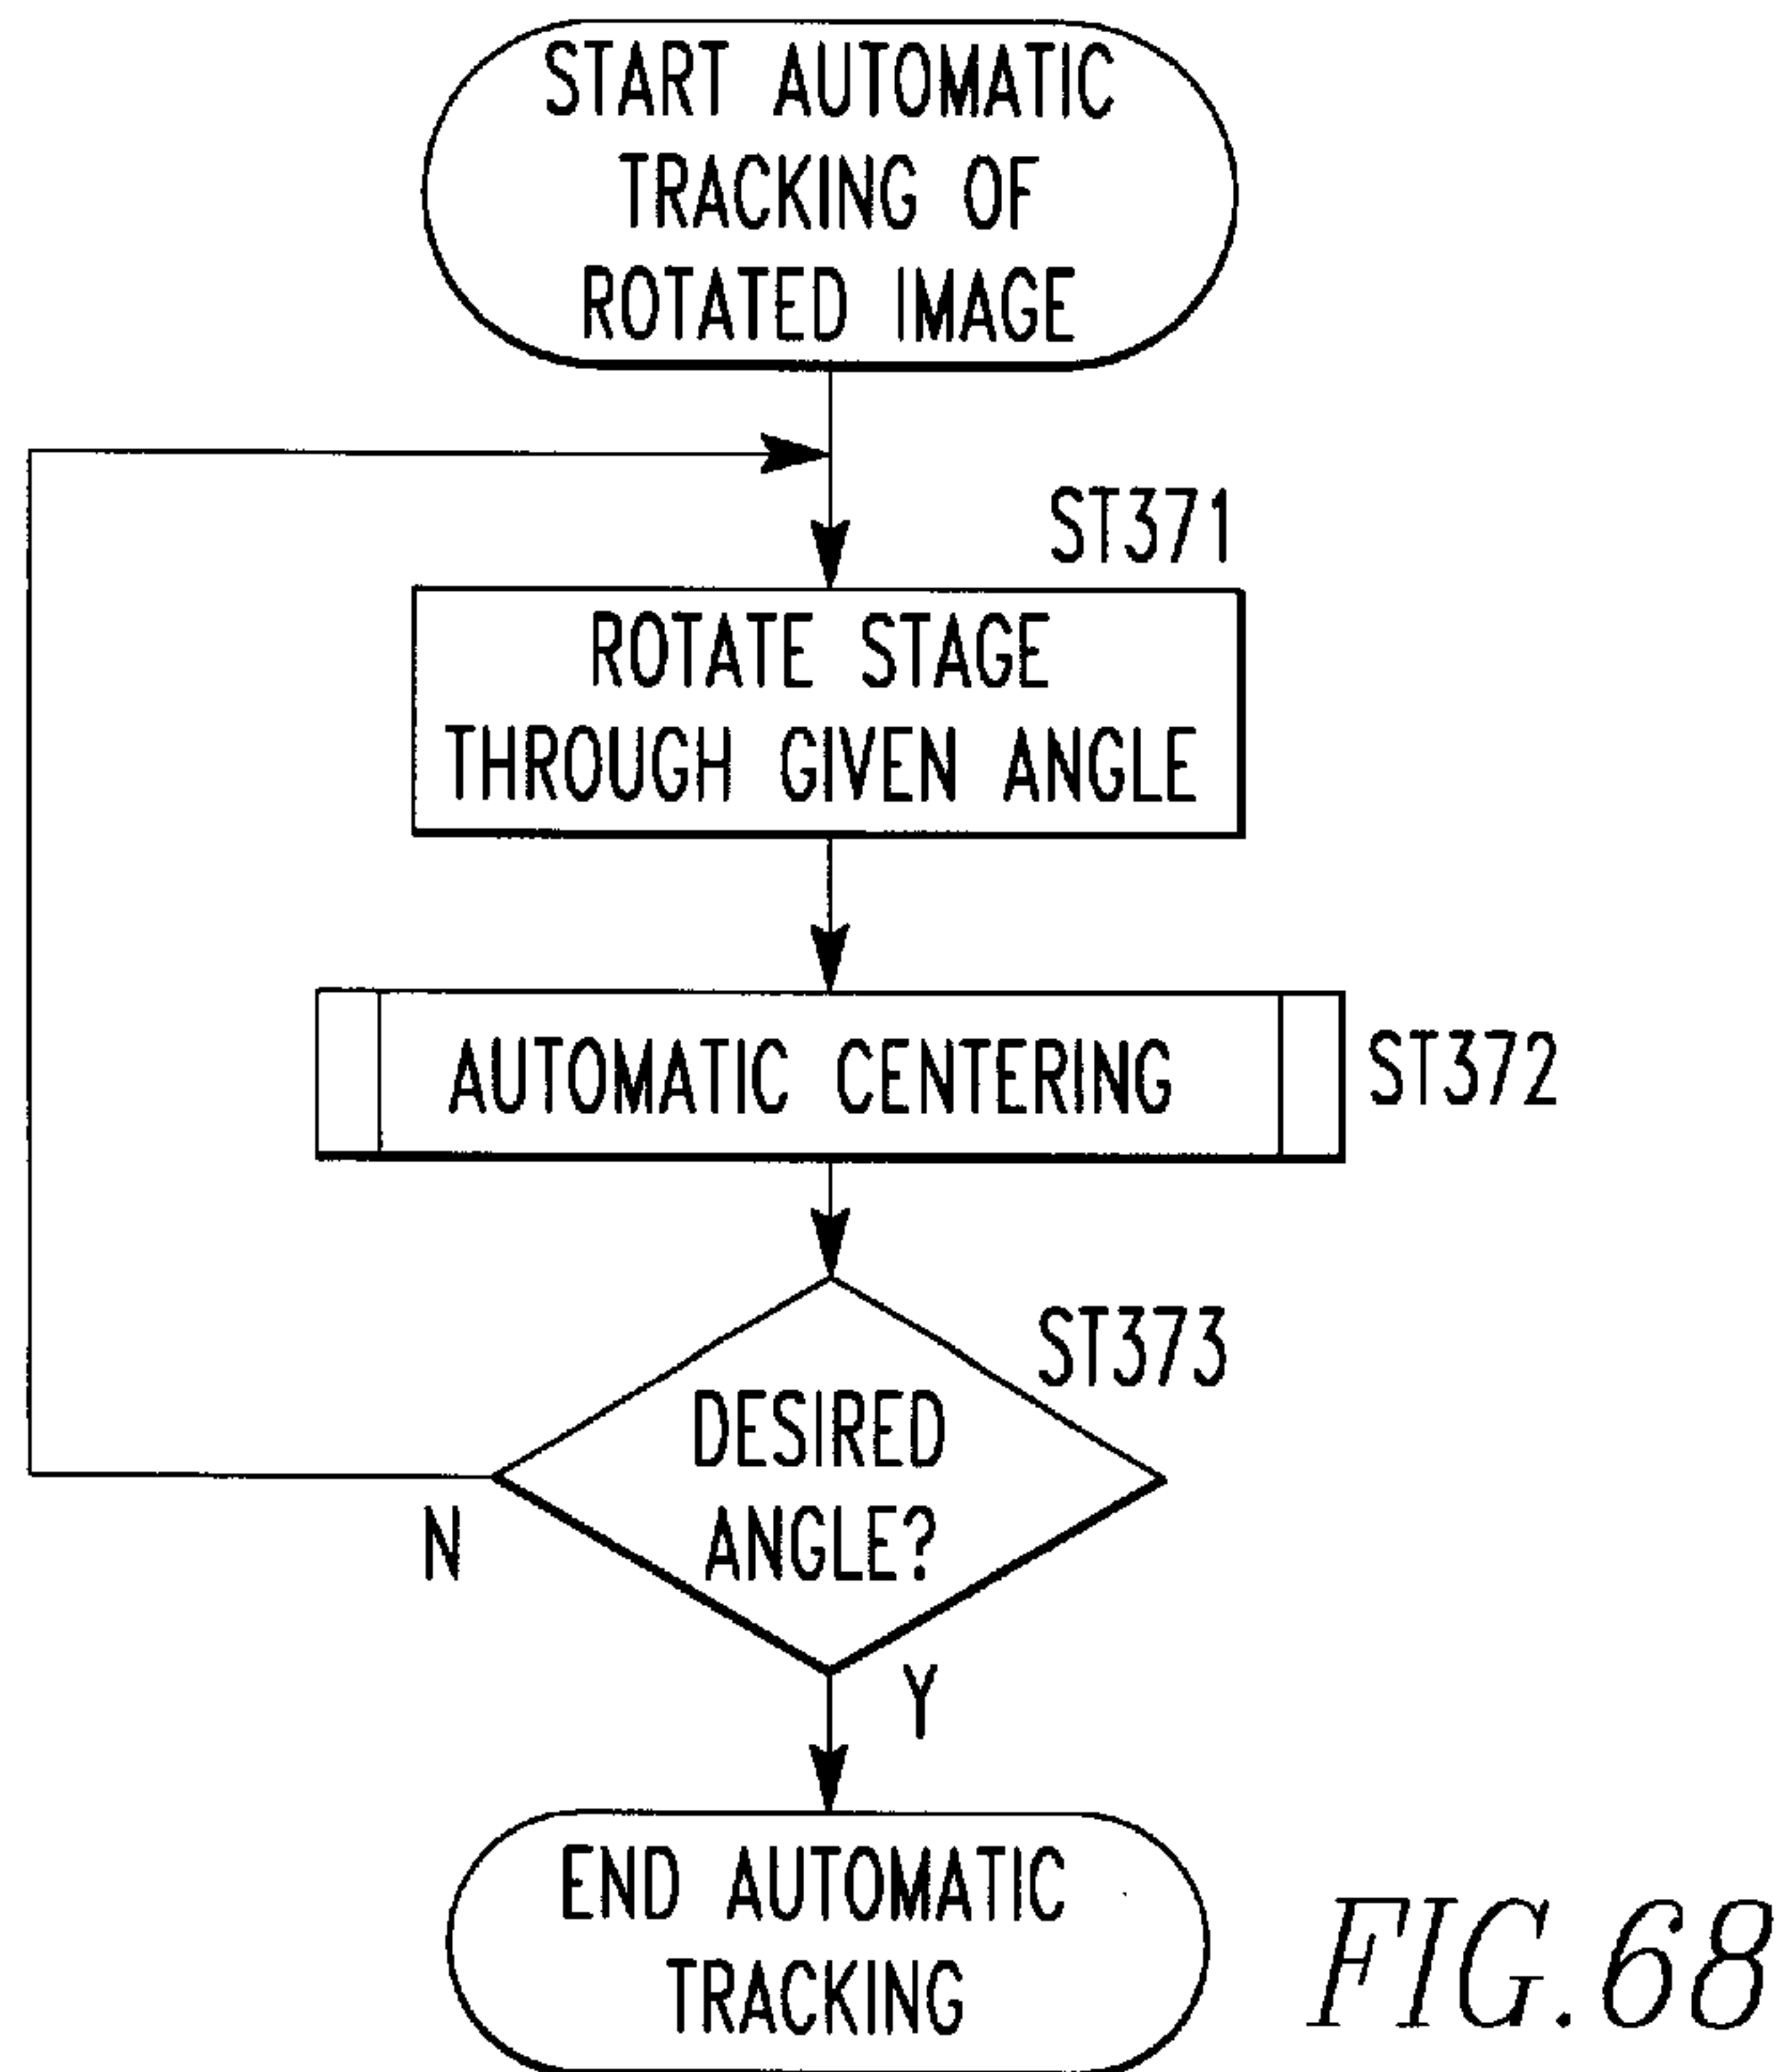 START AUTOMATIC
TRACKING OF
ROTATED IMAGE
ST371
ROTATE STAGE
THROUGH GIVEN ANGLE
AUTOMATIC CENTERING
ST372
ST373
DESIRED
ANGLE?
N
Y
END AUTOMATIC
TRACKING
FIG.68